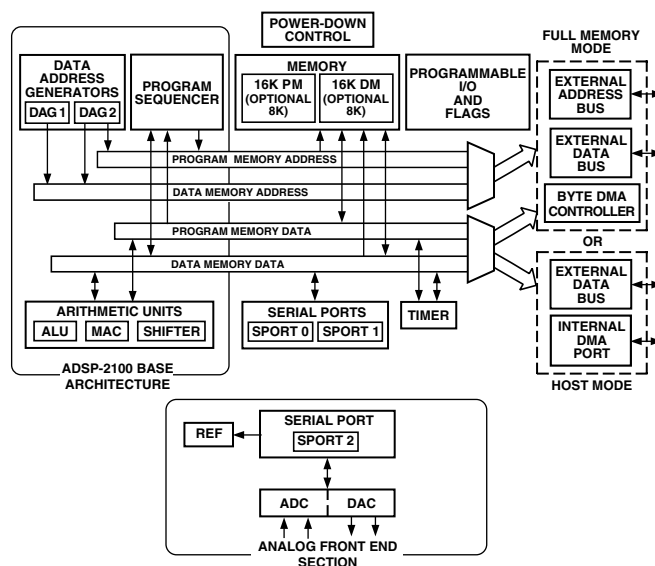 POWER-DOWN
CONTROL
FULL MEMORY
MODE
DATA
ADDRESS
GENERATORS
DAG 1
DAG 2
PROGRAM
SEQUENCER
MEMORY
16K PM
(OPTIONAL
8K)
16K DM
(OPTIONAL
8K)
PROGRAMMABLE
I/O
AND
FLAGS
EXTERNAL
ADDRESS
BUS
EXTERNAL
DATA
BUS
PROGRAM MEMORY ADDRESS
DATA MEMORY ADDRESS
BYTE DMA
CONTROLLER
PROGRAM MEMORY DATA
OR
DATA MEMORY DATA
EXTERNAL
DATA
BUS
ARITHMETIC UNITS
ALU
MAC
SHIFTER
SERIAL PORTS
SPORT 0
SPORT 1
TIMER
INTERNAL
DMA
PORT
ADSP-2100 BASE
ARCHITECTURE
HOST MODE
REF
SERIAL PORT
SPORT 2
ADC
DAC
ANALOG FRONT END
SECTION